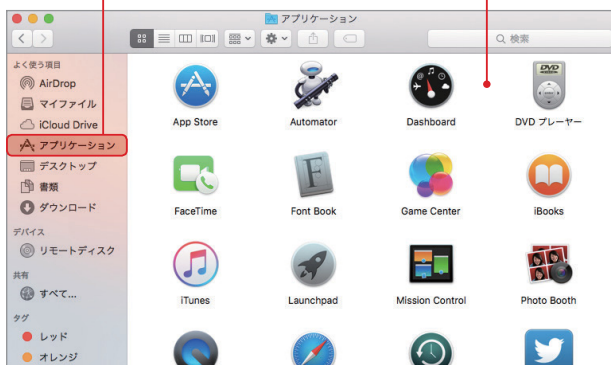 アプリケーション
検索
よく使う項目
AirDrop
マイファイル
iCloud Drive
アプリケーション
デスクトップ
書類
ダウンロード
デバイス
リモートディスク
共有
すべて...
タグ
レッド
オレンジ
App Store
Automator
Dashboard
DVD プレーヤー
FaceTime
Font Book
Game Center
iBooks
iTunes
Launchpad
Mission Control
Photo Booth